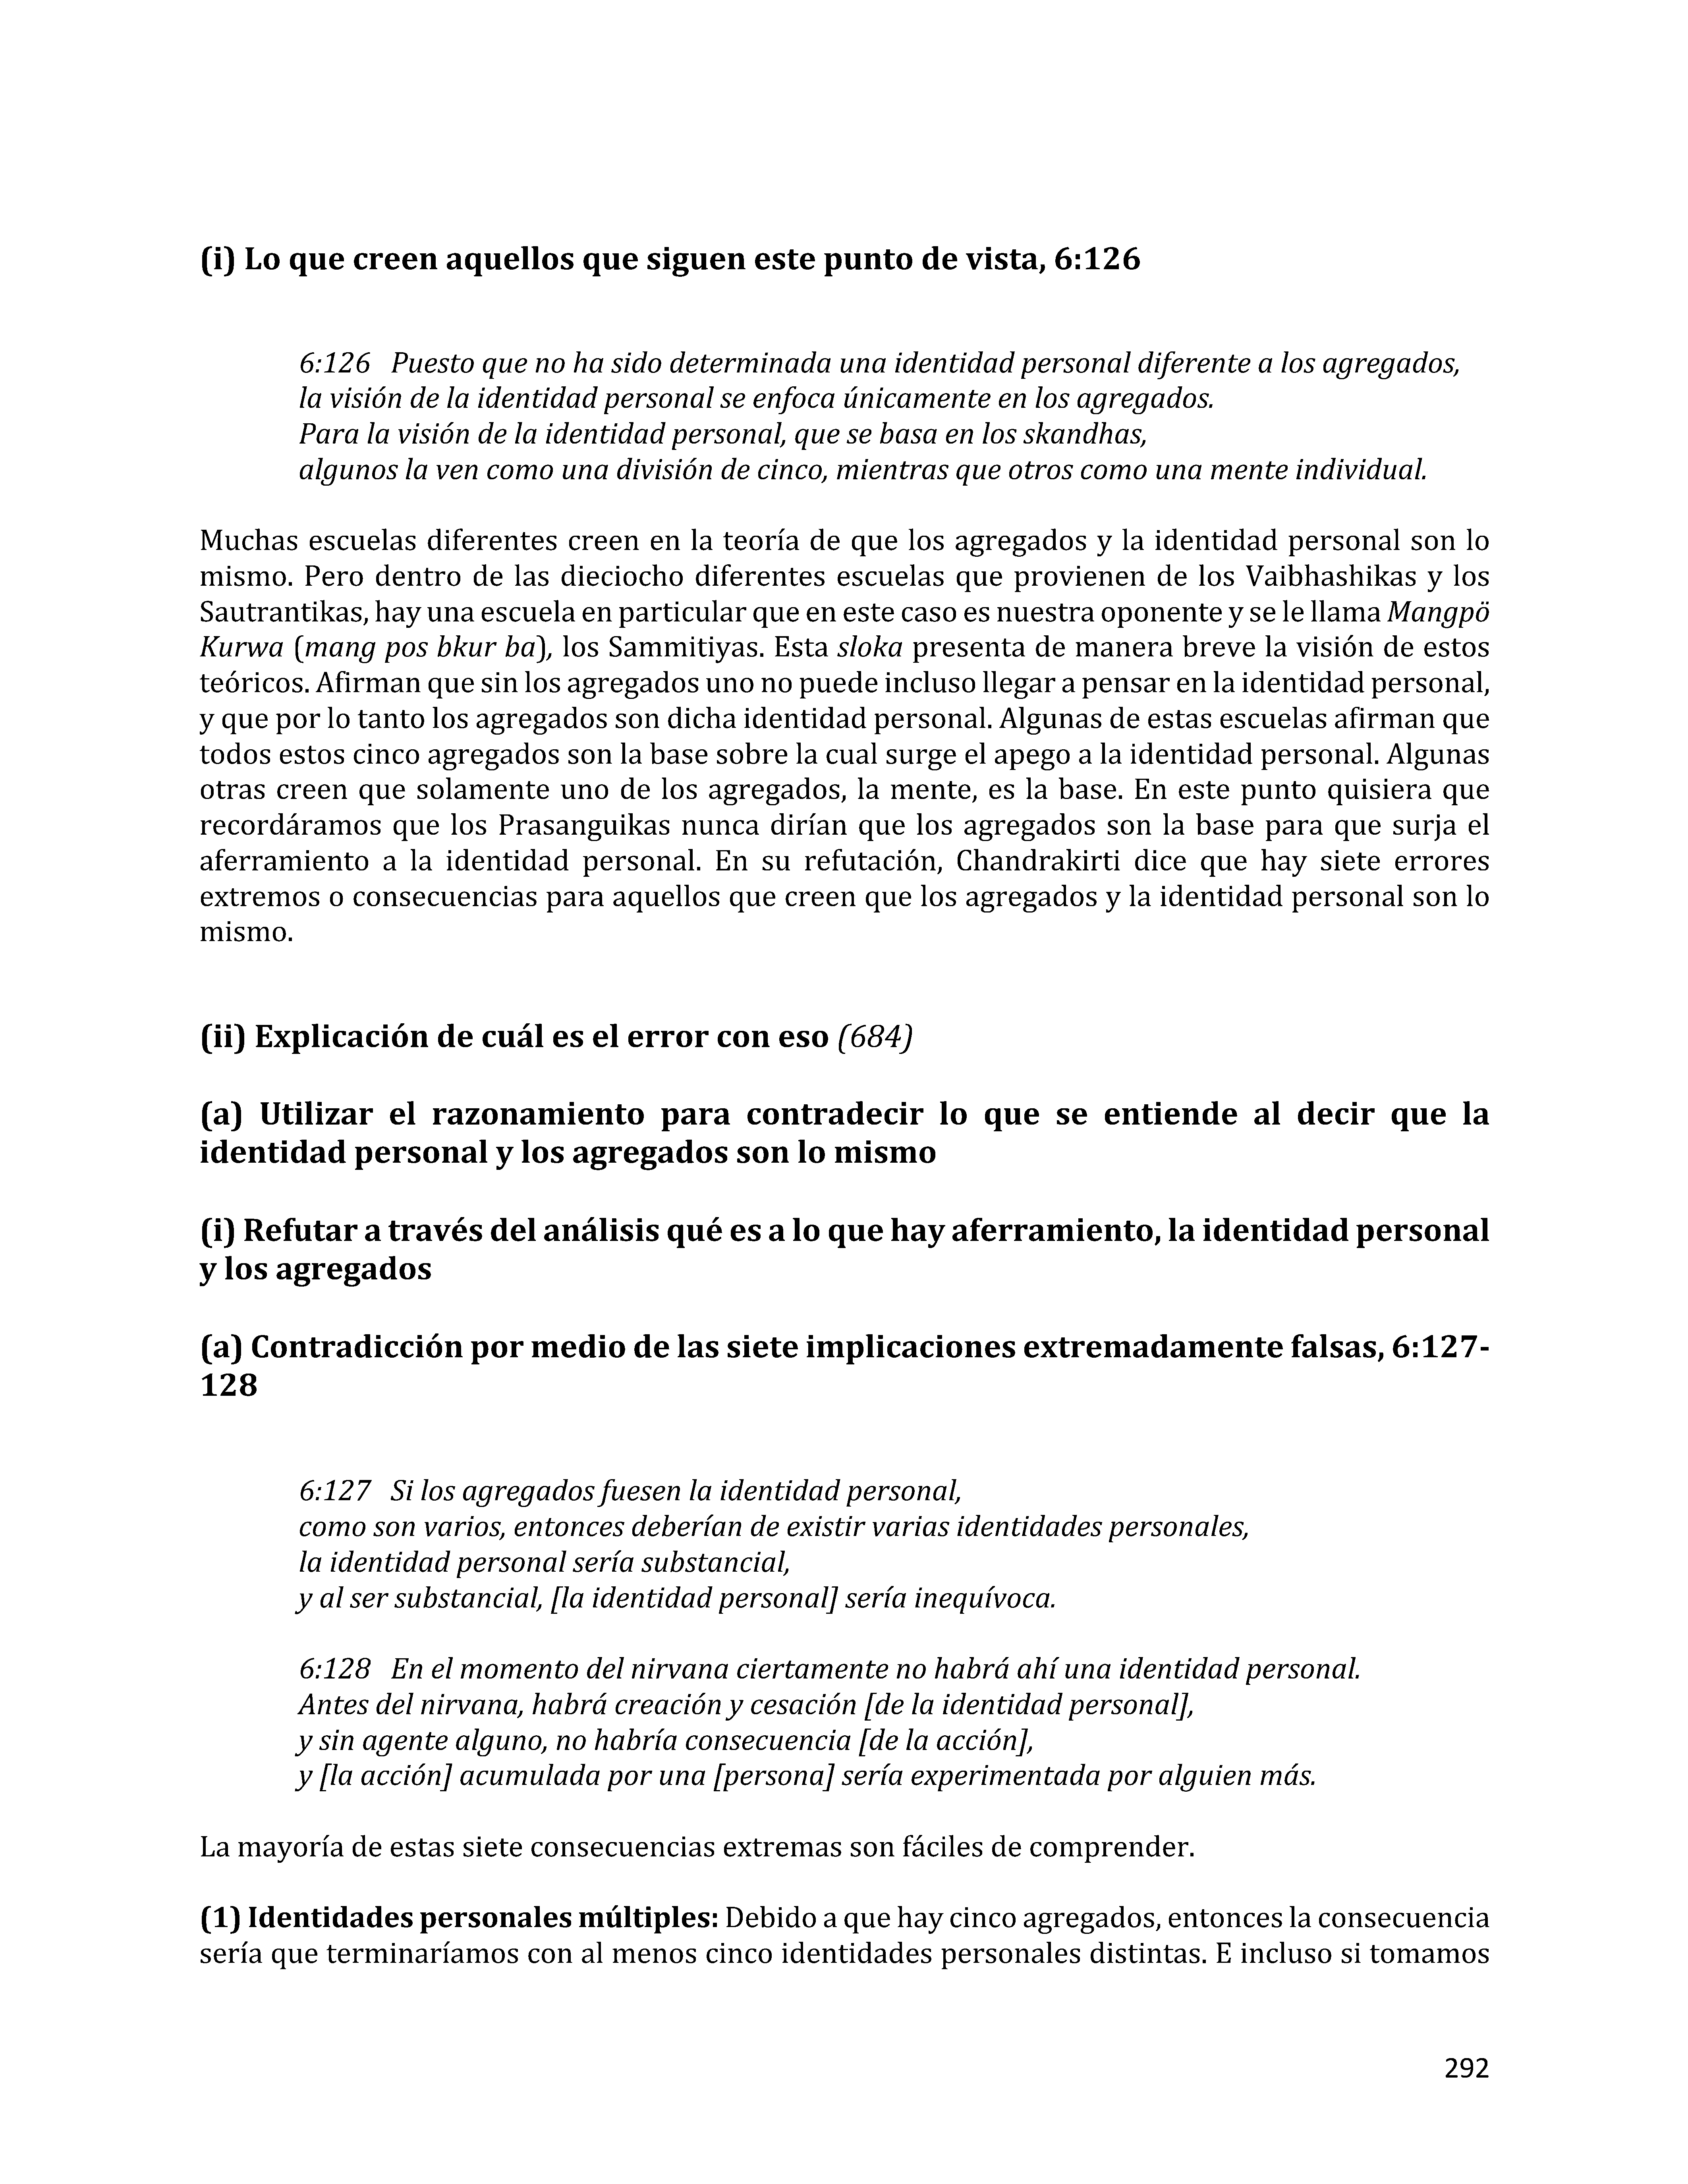 (i) Lo que creen aquellos que siguen este punto de vista, 6:126
6:126 Puesto que no ha sido determinada una identidad personal diferente a los agregados,
la visión de la identidad personal se enfoca únicamente en los agregados.
Para la visión de la identidad personal, que se basa en los skandhas,
algunos la ven como una división de cinco, mientras que otros como una mente individual.
Muchas escuelas diferentes creen en la teoría de que los agregados y la identidad personal son lo
mismo. Pero dentro de las dieciocho diferentes escuelas que provienen de los Vaibhashikas y los
Sautrantikas, hay una escuela en particular que en este caso es nuestra oponente y se le llama Mangpö
Kurwa (mang pos bkur ba), los Sammitiyas. Esta sloka presenta de manera breve la visión de estos
teóricos. Afirman que sin los agregados uno no puede incluso llegar a pensar en la identidad personal,
y que por lo tanto los agregados son dicha identidad personal. Algunas de estas escuelas afirman que
todos estos cinco agregados son la base sobre la cual surge el apego a la identidad personal. Algunas
otras creen que solamente uno de los agregados, la mente, es la base. En este punto quisiera que
recordáramos que los Prasanguikas nunca dirían que los agregados son la base para que surja el
aferramiento a la identidad personal. En su refutación, Chandrakirti dice que hay siete errores
extremos o consecuencias para aquellos que creen que los agregados y la identidad personal son lo
mismo.
(ii) Explicación de cuál es el error con eso (684)
(a) Utilizar el razonamiento para contradecir lo que se entiende al decir que la
identidad personal y los agregados son lo mismo
(i) Refutar a través del análisis qué es a lo que hay aferramiento, la identidad personal
y los agregados
(a) Contradicción por medio de las siete implicaciones extremadamente falsas, 6:127-
128
6:127 Si los agregados fuesen la identidad personal,
como son varios, entonces deberían de existir varias identidades personales,
la identidad personal sería substancial,
y al ser substancial, [la identidad personal] sería inequívoca.
6:128 En el momento del nirvana ciertamente no habrá ahí una identidad personal.
Antes del nirvana, habrá creación y cesación [de la identidad personal],
y sin agente alguno, no habría consecuencia [de la acción],
y [la acción] acumulada por una [persona] sería experimentada por alguien más.
La mayoría de estas siete consecuencias extremas son fáciles de comprender.
(1) Identidades personales múltiples: Debido a que hay cinco agregados, entonces la consecuencia
sería que terminaríamos con al menos cinco identidades personales distintas. E incluso si tomamos
292